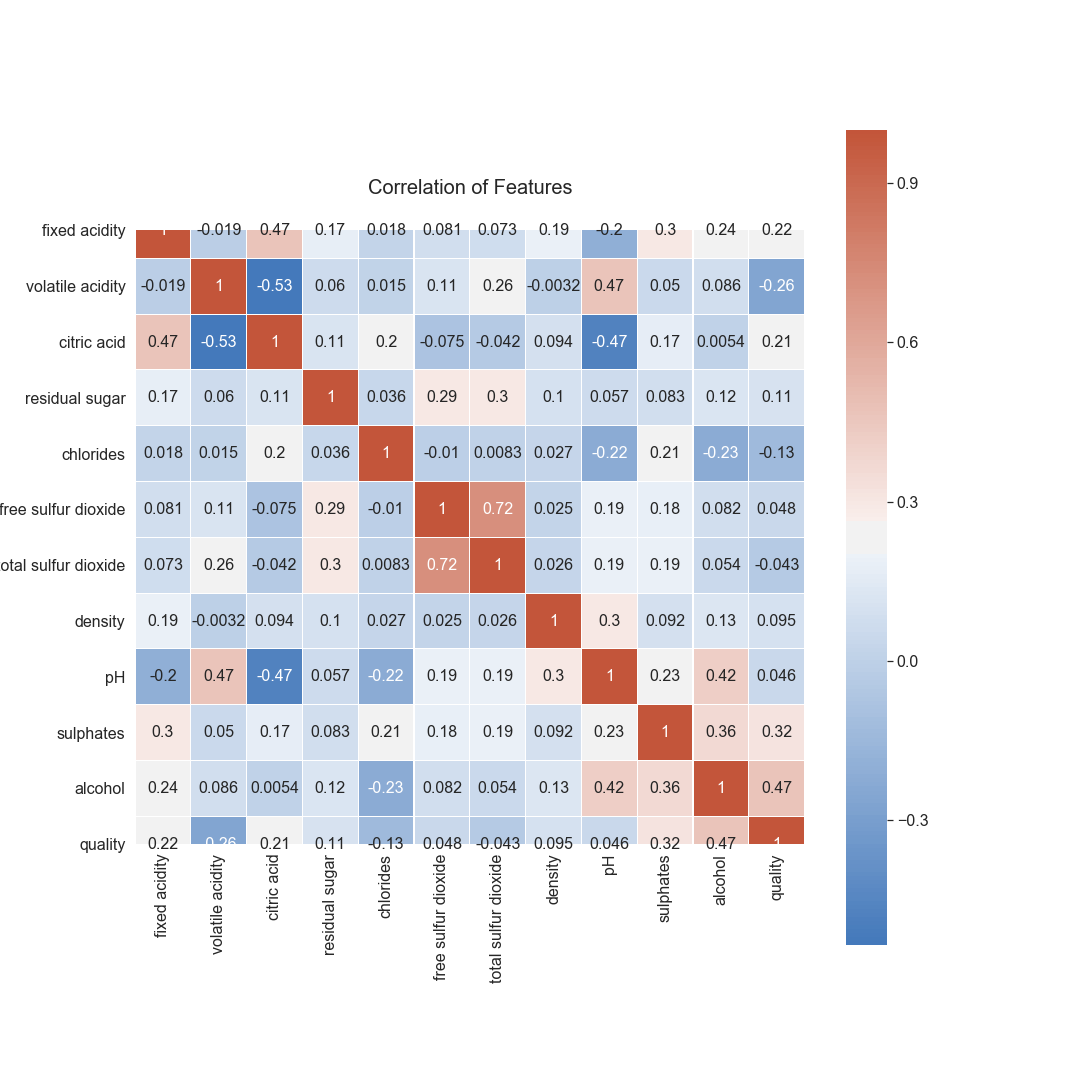 Correlation of Features
fixed acidity 1 -0.019 0.47 0.17 0.018 0.081 0.073 0.19 -0.2 0.3 0.24 0.22
volatile acidity -0.019 1 -0.53 0.06 0.015 0.11 0.26 -0.0032 0.47 0.05 0.086 -0.26
citric acid 0.47 -0.53 1 0.11 0.2 -0.075 -0.042 0.094 -0.47 0.17 0.0054 0.21
residual sugar 0.17 0.06 0.11 1 0.036 0.29 0.3 0.1 0.057 0.083 0.12 0.11
chlorides 0.018 0.015 0.2 0.036 1 -0.01 0.0083 0.027 -0.22 0.21 -0.23 -0.13
free sulfur dioxide 0.081 0.11 -0.075 0.29 -0.01 1 0.72 0.025 0.19 0.18 0.082 0.048
otal sulfur dioxide 0.073 0.26 -0.042 0.3 0.0083 0.72 1 0.026 0.19 0.19 0.054 -0.043
density 0.19 -0.0032 0.094 0.1 0.027 0.025 0.026 1 0.3 0.092 0.13 0.095
pH -0.2 0.47 -0.47 0.057 -0.22 0.19 0.19 0.3 1 0.23 0.42 0.046
sulphates 0.3 0.05 0.17 0.083 0.21 0.18 0.19 0.092 0.23 1 0.36 0.32
alcohol 0.24 0.086 0.0054 0.12 -0.23 0.082 0.054 0.13 0.42 0.36 1 0.47
quality 0.22 -0.26 0.21 0.11 -0.13 0.048 -0.043 0.095 0.046 0.32 0.47 1
fixed acidity
volatile acidity
citric acid
residual sugar
chlorides
free sulfur dioxide
total sulfur dioxide
density
pH
sulphates
alcohol
quality
0.9
0.6
0.3
0.0
−0.3